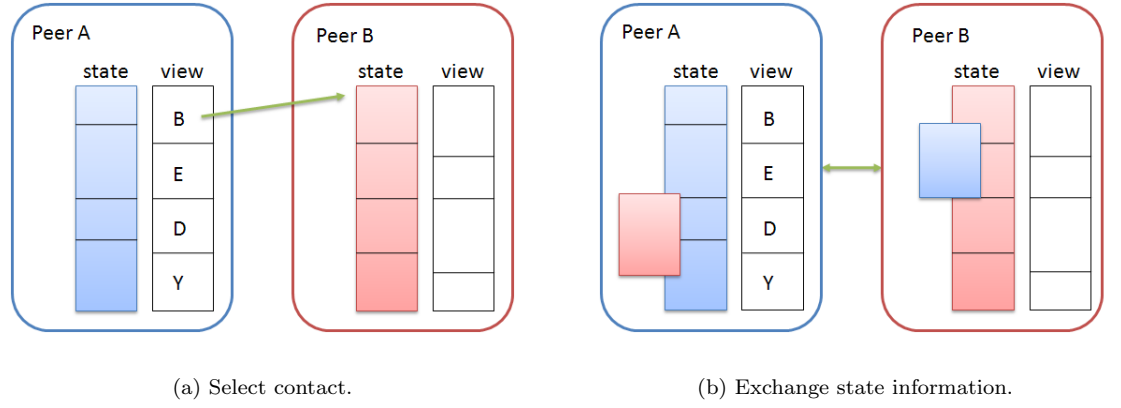 Peer A
state view
B
E
D
Y
Peer B
state view
(a) Select contact.
Peer A
state view
B
E
D
Y
Peer B
state view
(b) Exchange state information.